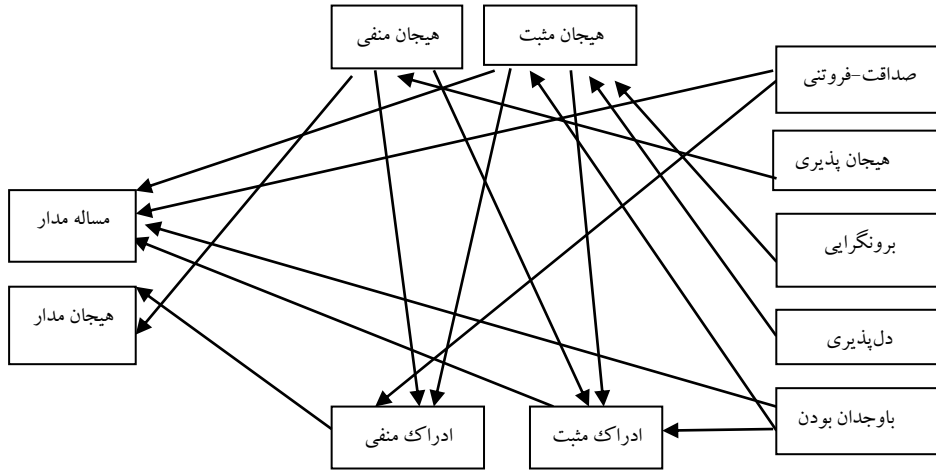 هیجان مثبت
هیجان منفی
صداقت–فروتنی
هیجان پذیری
برونگرایی
دل‌پذیری
باوجدان بودن
مساله مدار
هیجان مدار
ادراک مثبت
ادراک منفی